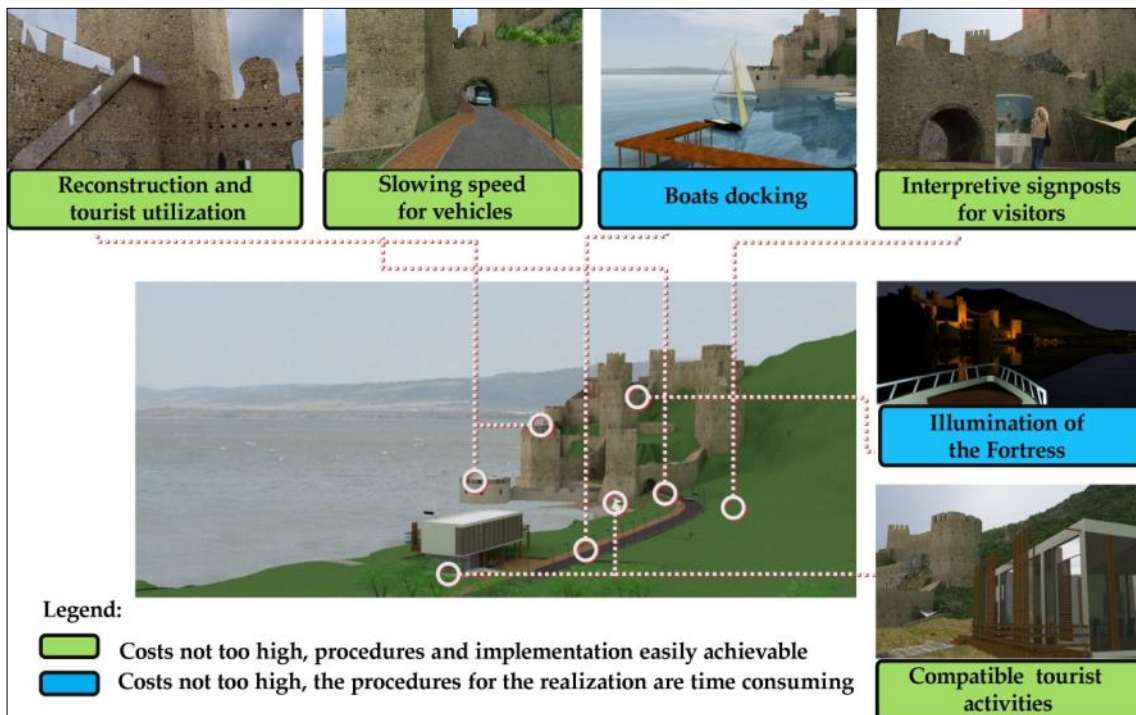 Reconstruction and
tourist utilization
Slowing speed
for vehicles
Boats docking
Interpretive signposts
for visitors
Illumination of
the Fortress
Compatible tourist
activities
Legend:
Costs not too high, procedures and implementation easily achievable
Costs not too high, the procedures for the realization are time consuming